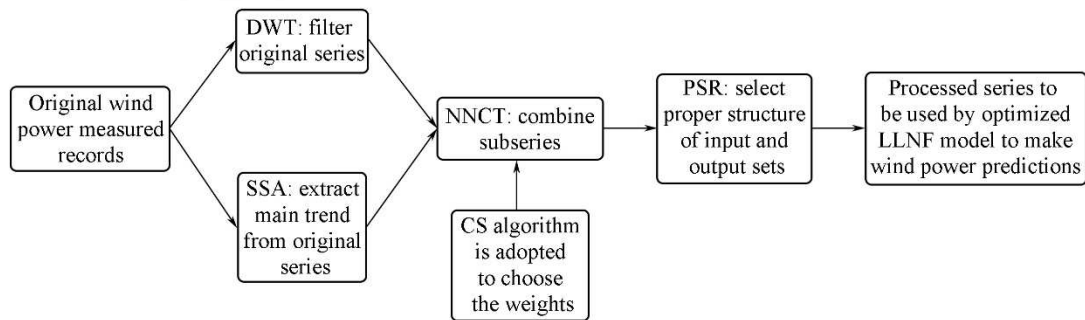 Original wind
power measured
records
DWT: filter
original series
SSA: extract
main trend
from original
series
NNCT: combine
subseries
CS algorithm
is adopted
to choose
the weights
PSR: select
proper structure
of input and
output sets
Processed series to
be used by optimized
LLNF model to make
wind power predictions